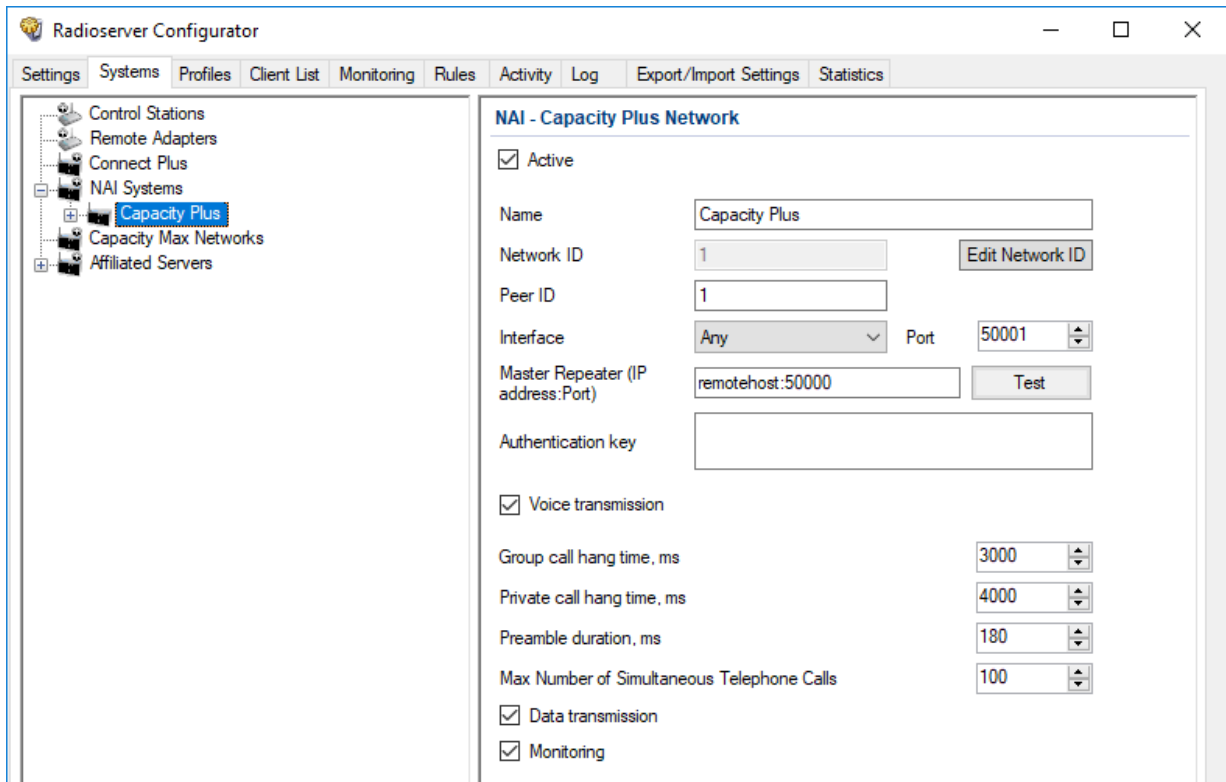 Radioserver Configurator
Settings Systems Profiles Client List Monitoring Rules Activity Log Export/Import Settings Statistics
Control Stations
Remote Adapters
Connect Plus
NAI Systems
Capacity Plus
Capacity Max Networks
Affiliated Servers
NAI - Capacity Plus Network
Active
Name Capacity Plus
Network ID 1 Edit Network ID
Peer ID 1
Interface Any Port 50001
Master Repeater (IP
address:Port) remotehost:50000 Test
Authentication key
Voice transmission
Group call hang time, ms 3000
Private call hang time, ms 4000
Preamble duration, ms 180
Max Number of Simultaneous Telephone Calls 100
Data transmission
Monitoring